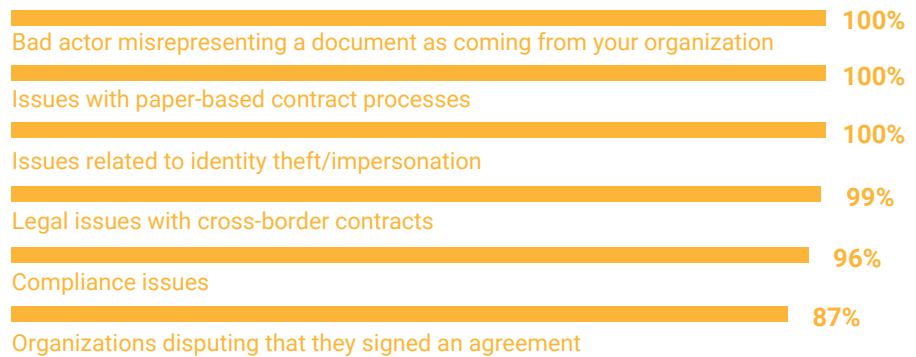 100%
Bad actor misrepresenting a document as coming from your organization
100%
Issues with paper-based contract processes
100%
Issues related to identity theft/impersonation
99%
Legal issues with cross-border contracts
96%
Compliance issues
87%
Organizations disputing that they signed an agreement